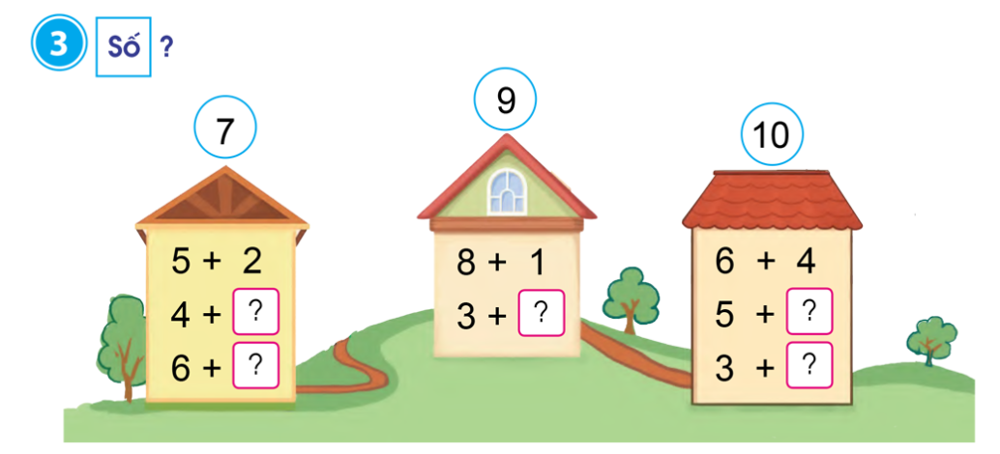 3 Số ?
7
5 + 2
4 + ?
6 + ?
9
8 + 1
3 + ?
10
6 + 4
5 + ?
3 + ?